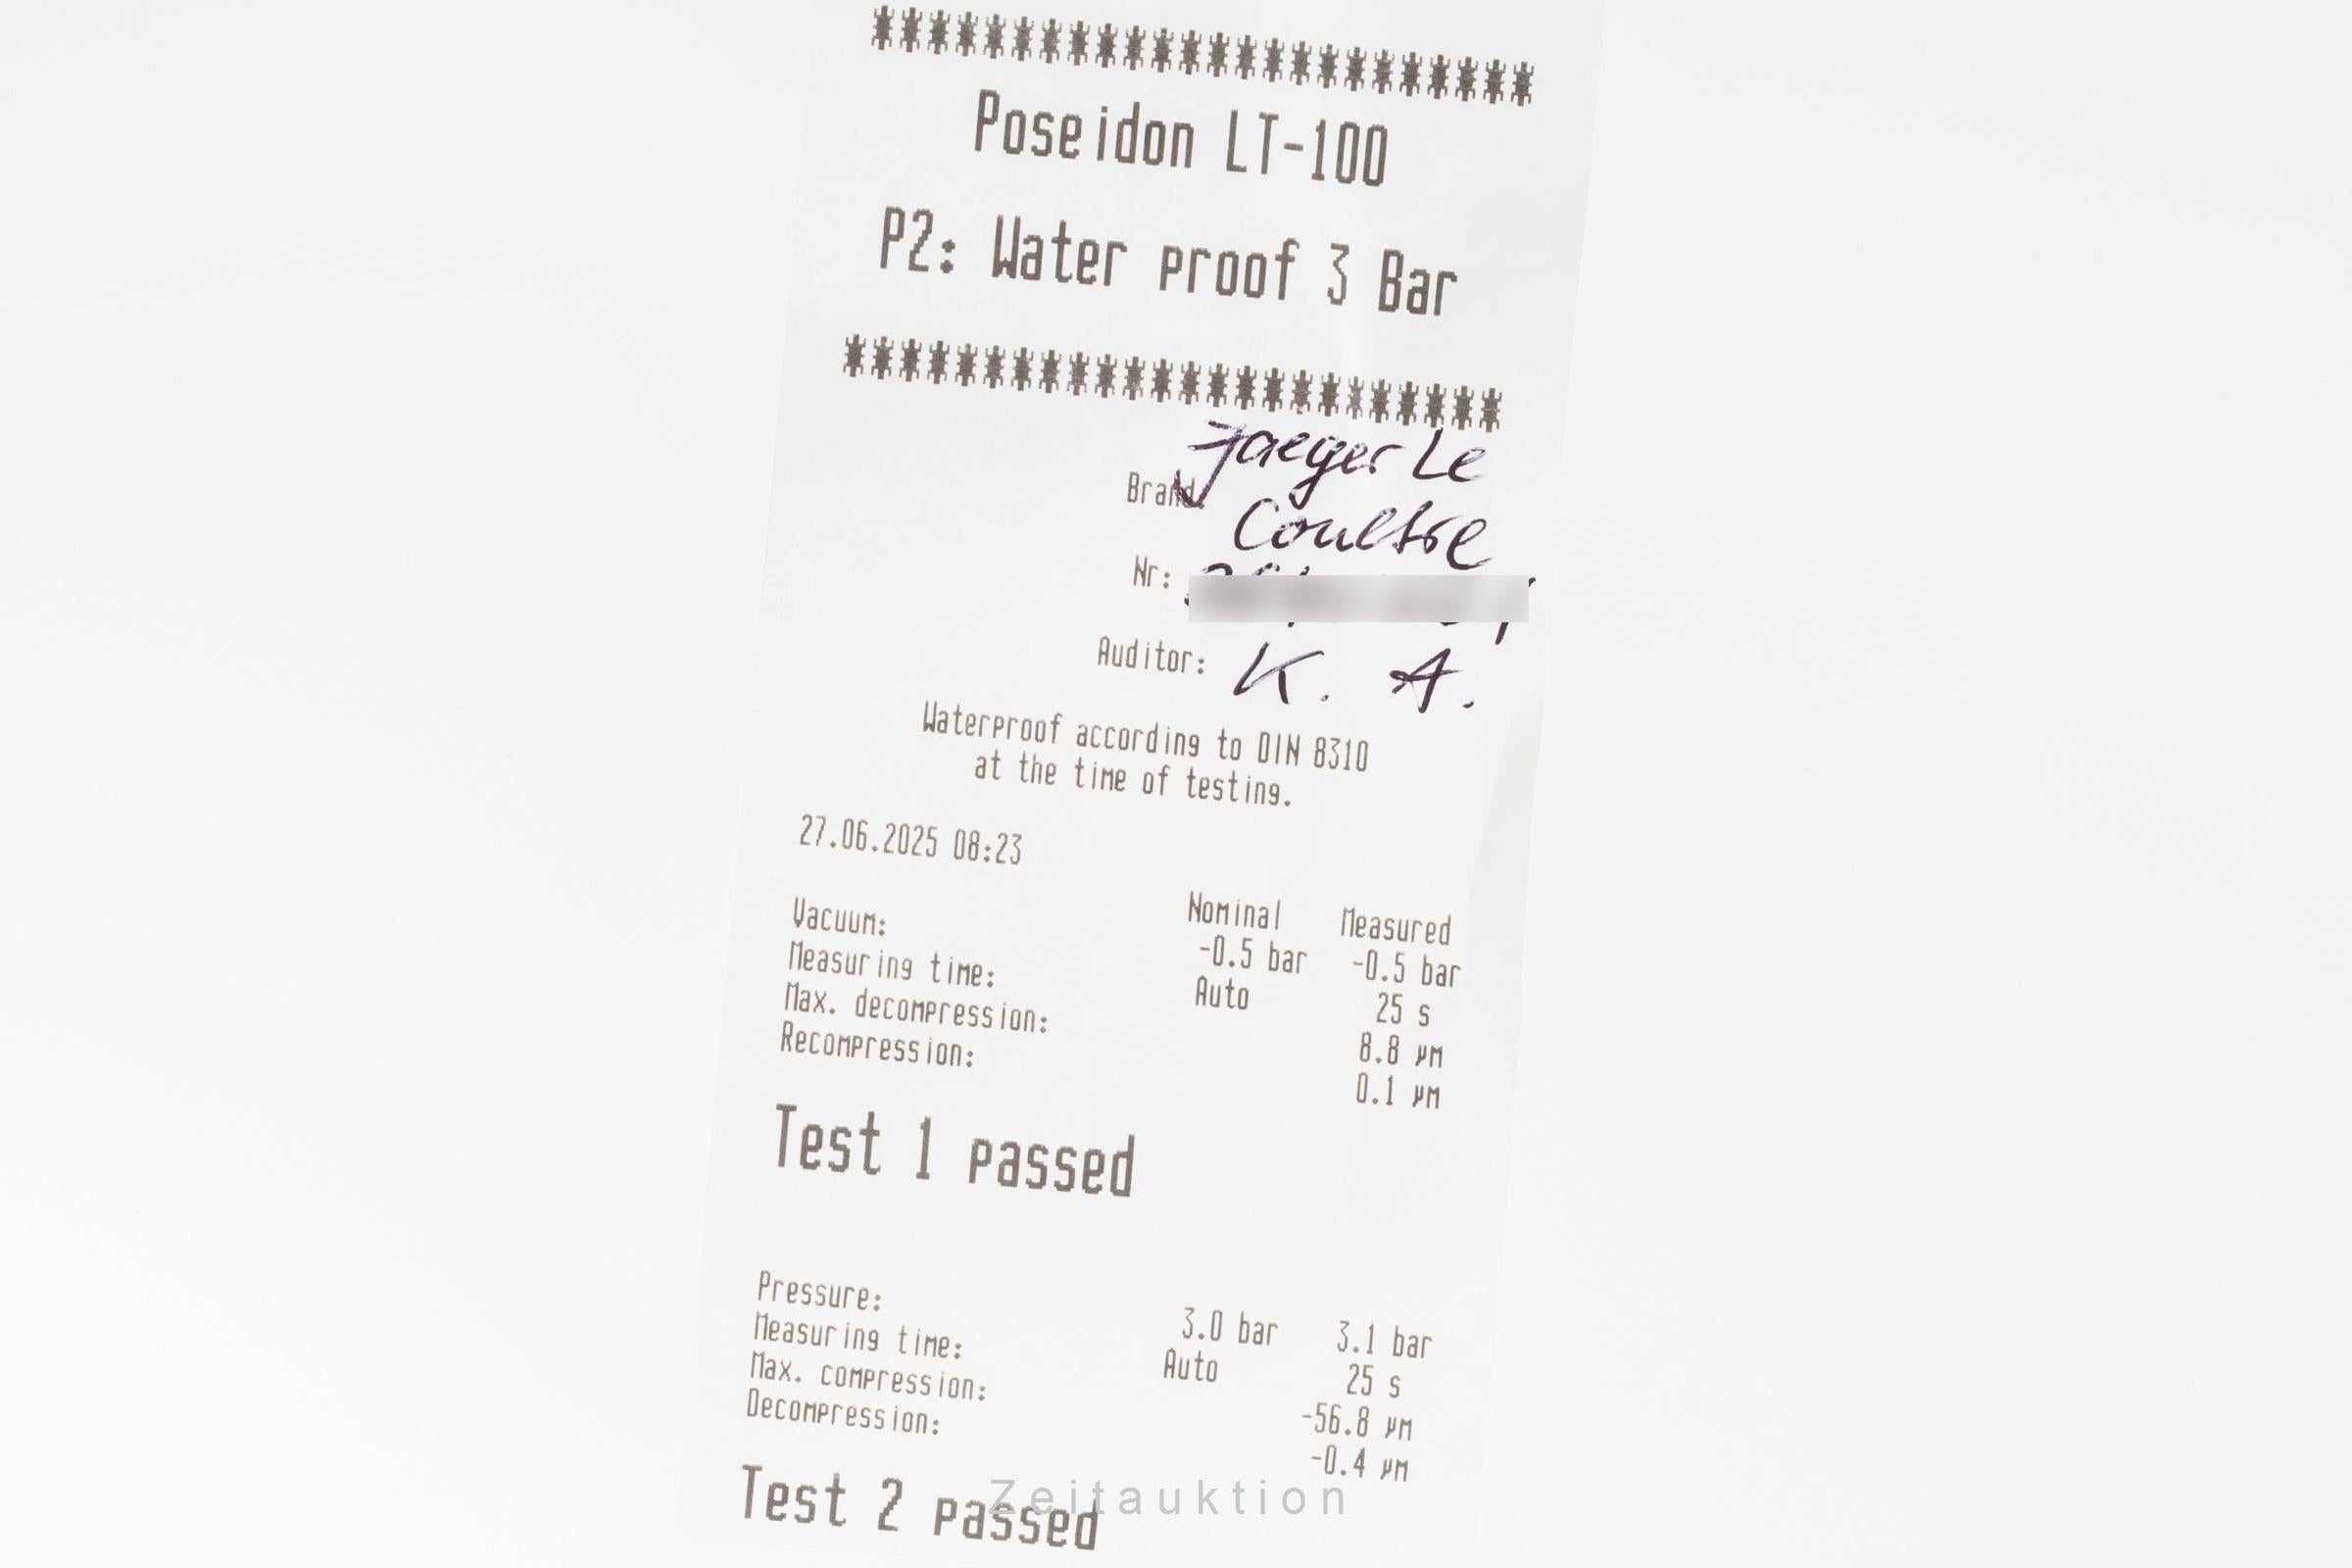 ************************
Poseidon LT-100
P2: Water proof 3 Bar
************************
Brand: Jaeger Le
Coultre
Nr:
Auditor: K. A.
Waterproof according to DIN 8310
at the time of testing.
27.06.2025 08:23
Nominal Measured
Vacuum: -0.5 bar -0.5 bar
Measuring time: Auto 25 s
Max. decompression: 8.8 µm
Recompression: 0.1 µm
Test 1 passed
Pressure: 3.0 bar 3.1 bar
Measuring time: Auto 25 s
Max. compression: -56.8 µm
Decompression: -0.4 µm
Test 2 passed
Zeitauktion